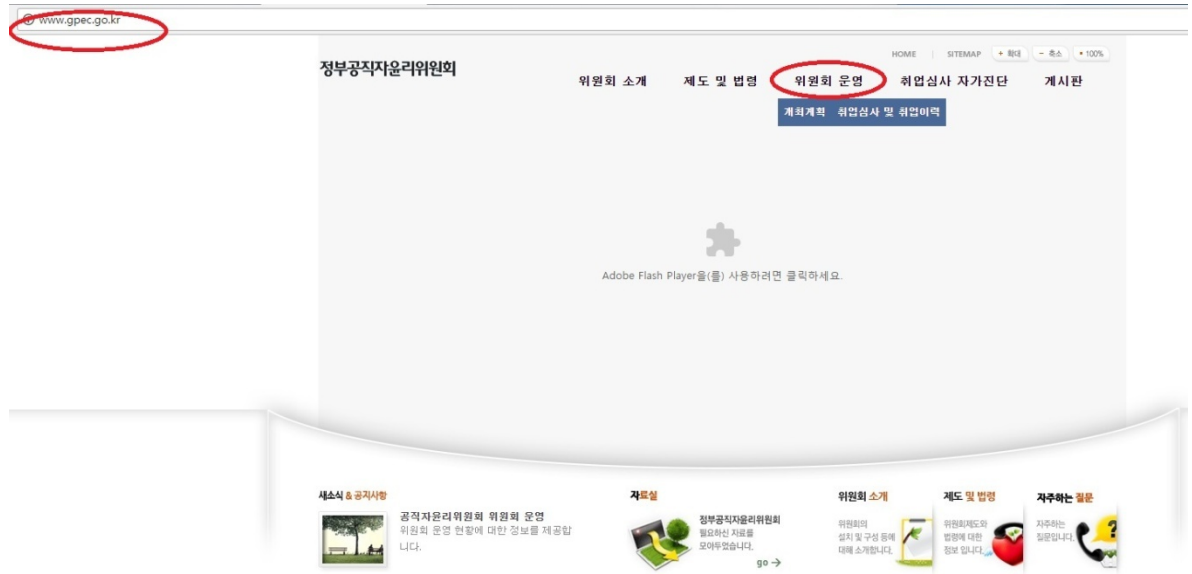 www.gpec.go.kr
HOME | SITEMAP + 확대 - 축소 • 100%
정부공직자윤리위원회
위원회 소개 제도 및 법령 위원회 운영 취업심사 자가진단 게시판
개최계획 취업심사 및 취업이력
Adobe Flash Player을(를) 사용하려면 클릭하세요.
새소식 & 공지사항
공직자윤리위원회 위원회 운영
위원회 운영 현황에 대한 정보를 제공합
니다.
자료실
정부공직자윤리위원회
필요하신 자료를
모아두었습니다.
go →
위원회 소개
위원회의
설치 및 구성 등에
대해 소개합니다.
제도 및 법령
위원회제도와
법령에 대한
정보 입니다.
자주하는 질문
자주하는
질문입니다.